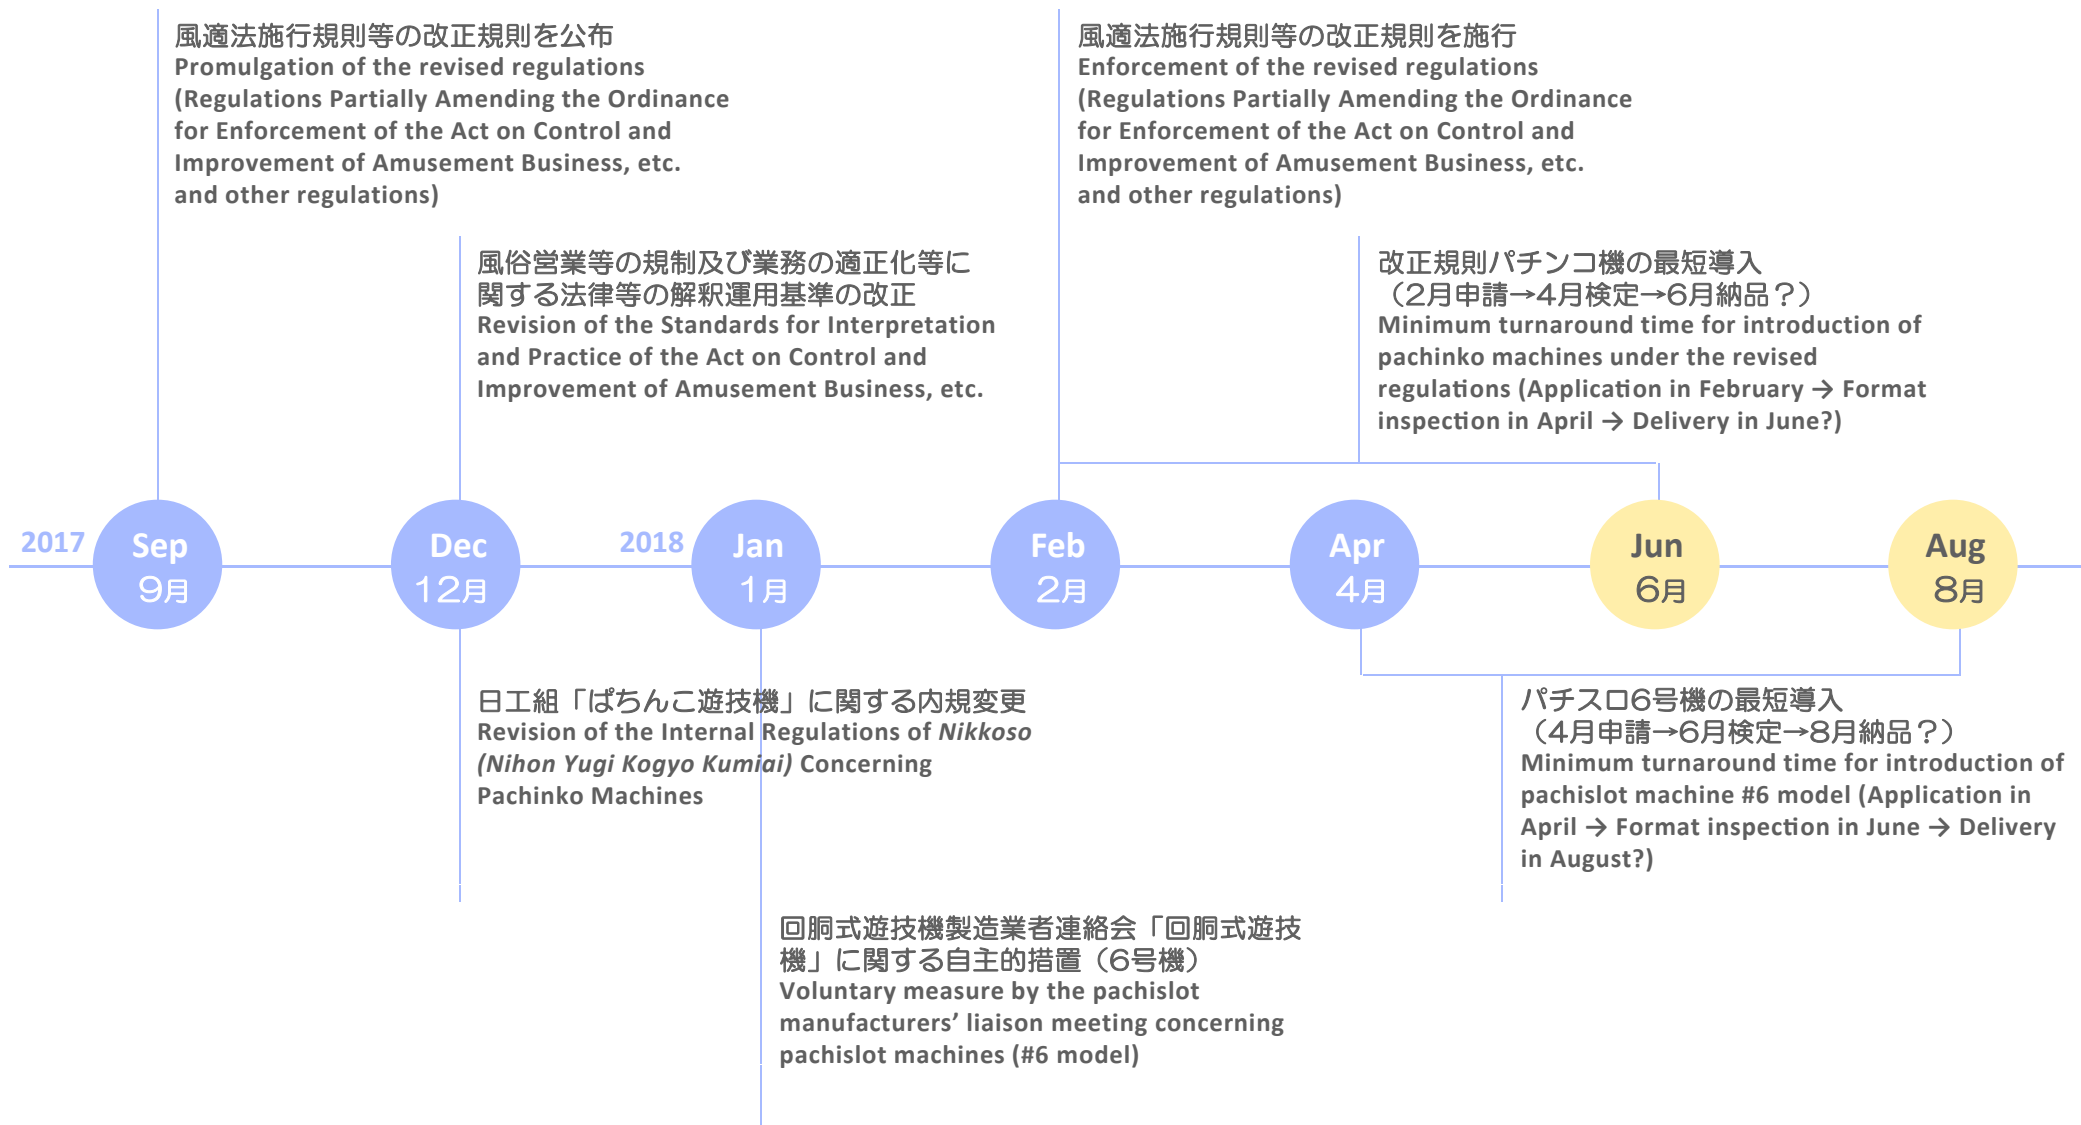 風適法施行規則等の改正規則を公布
Promulgation of the revised regulations
(Regulations Partially Amending the Ordinance
for Enforcement of the Act on Control and
Improvement of Amusement Business, etc.
and other regulations)
風適法施行規則等の改正規則を施行
Enforcement of the revised regulations
(Regulations Partially Amending the Ordinance
for Enforcement of the Act on Control and
Improvement of Amusement Business, etc.
and other regulations)
風俗営業等の規制及び業務の適正化等に
関する法律等の解釈運用基準の改正
Revision of the Standards for Interpretation
and Practice of the Act on Control and
Improvement of Amusement Business, etc.
改正規則パチンコ機の最短導入
（2月申請→4月検定→6月納品？）
Minimum turnaround time for introduction of
pachinko machines under the revised
regulations (Application in February → Format
inspection in April → Delivery in June?)
2017
Sep
9月
Dec
12月
2018
Jan
1月
Feb
2月
Apr
4月
Jun
6月
Aug
8月
日工組「ぱちんこ遊技機」に関する内規変更
Revision of the Internal Regulations of Nikkoso
(Nihon Yugi Kogyo Kumiai) Concerning
Pachinko Machines
パチスロ6号機の最短導入
（4月申請→6月検定→8月納品？）
Minimum turnaround time for introduction of
pachislot machine #6 model (Application in
April → Format inspection in June → Delivery
in August?)
回胴式遊技機製造業者連絡会「回胴式遊技
機」に関する自主的措置（6号機）
Voluntary measure by the pachislot
manufacturers’ liaison meeting concerning
pachislot machines (#6 model)